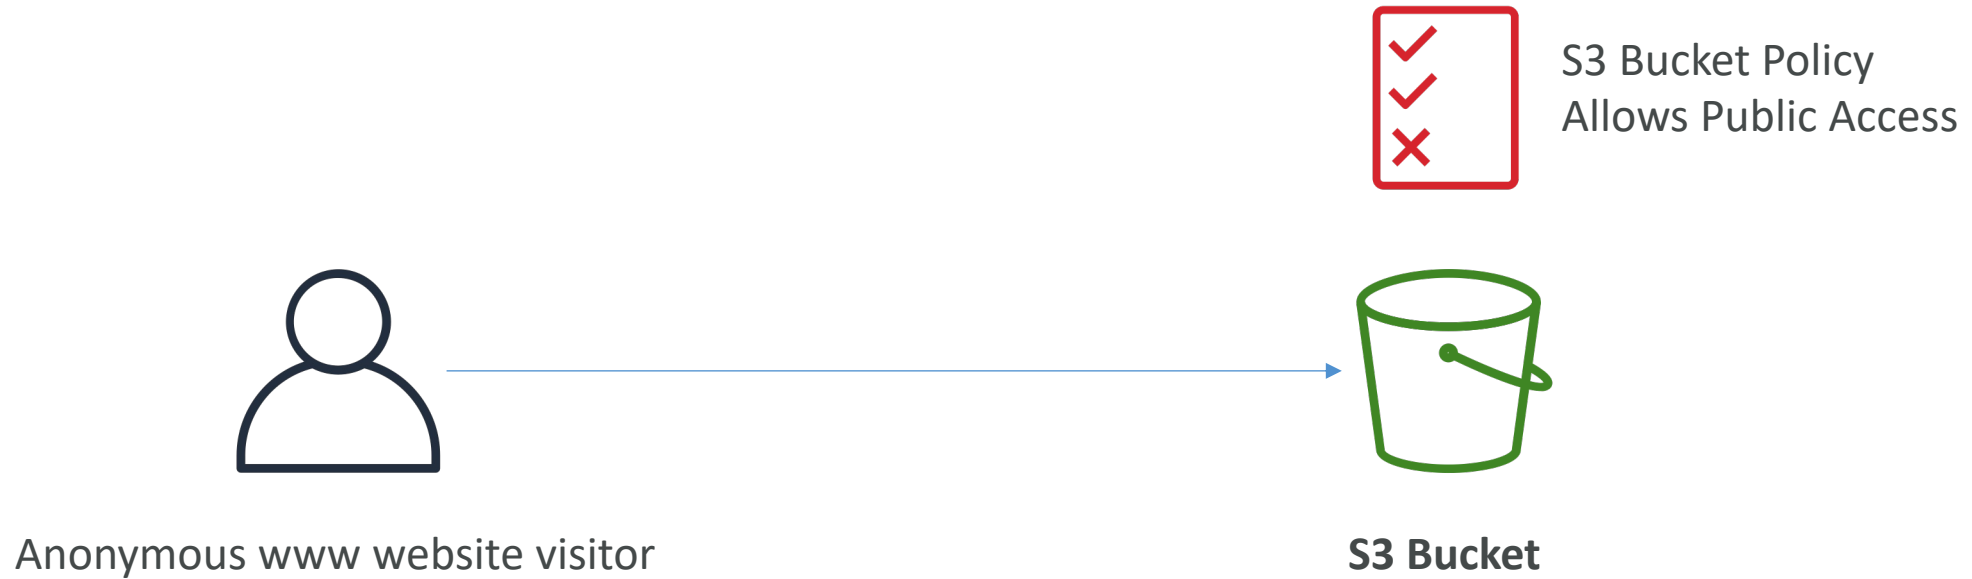 S3 Bucket Policy
Allows Public Access
Anonymous www website visitor
S3 Bucket